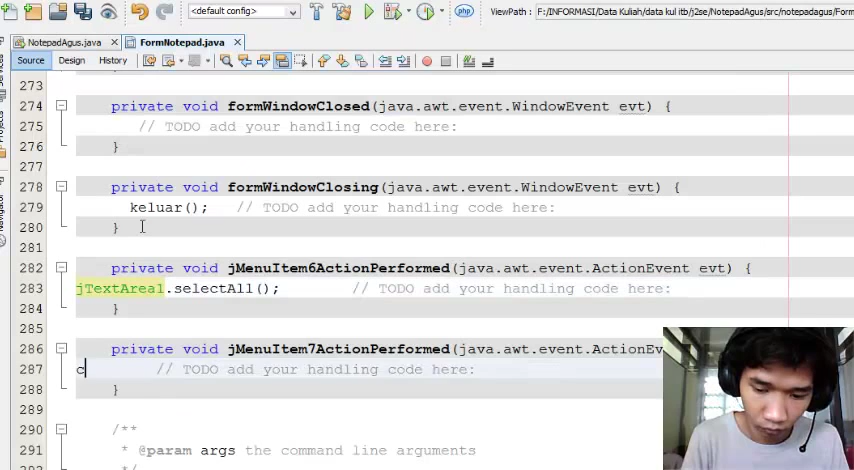 <default config>
ViewPath : F:/INFORMASI/Data Kuliah/data kul itb/j2se/NotepadAgus/src/notepadagus/Form
NotepadAgus.java
FormNotepad.java
Source Design History
273
274 private void formWindowClosed(java.awt.event.WindowEvent evt) {
275 // TODO add your handling code here:
276 }
277
278 private void formWindowClosing(java.awt.event.WindowEvent evt) {
279 keluar(); // TODO add your handling code here:
280 }
281
282 private void jMenuItem6ActionPerformed(java.awt.event.ActionEvent evt) {
283 jTextArea1.selectAll(); // TODO add your handling code here:
284 }
285
286 private void jMenuItem7ActionPerformed(java.awt.event.ActionEv
287 c // TODO add your handling code here:
288 }
289
290 /**
291 * @param args the command line arguments
292 */
php
Projects
Navigator